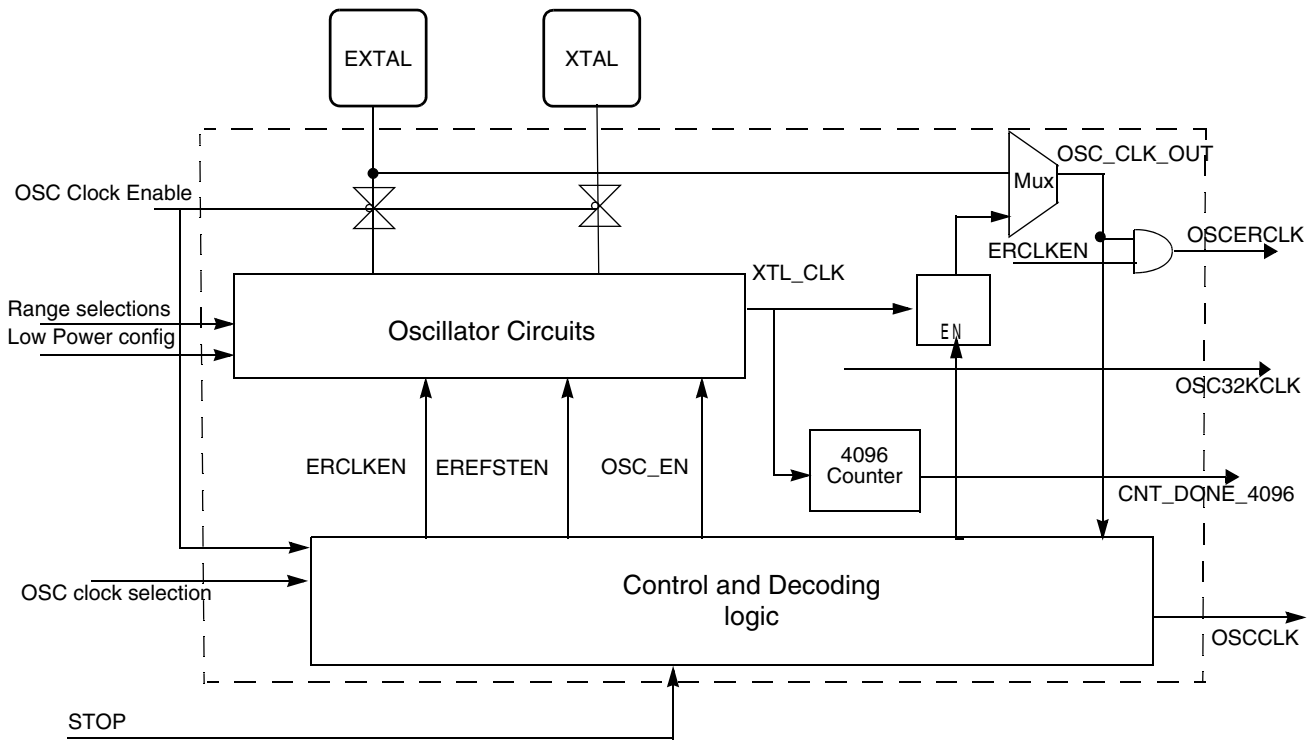 EXTAL
XTAL
OSC_CLK_OUT
Mux
OSC Clock Enable
OSCERCLK
ERCLKEN
XTL_CLK
Range selections
Oscillator Circuits
EN
Low Power config
OSC32KCLK
4096
Counter
ERCLKEN
EREFSTEN
OSC_EN
CNT_DONE_4096
Control and Decoding
logic
OSC clock selection
OSCCLK
STOP